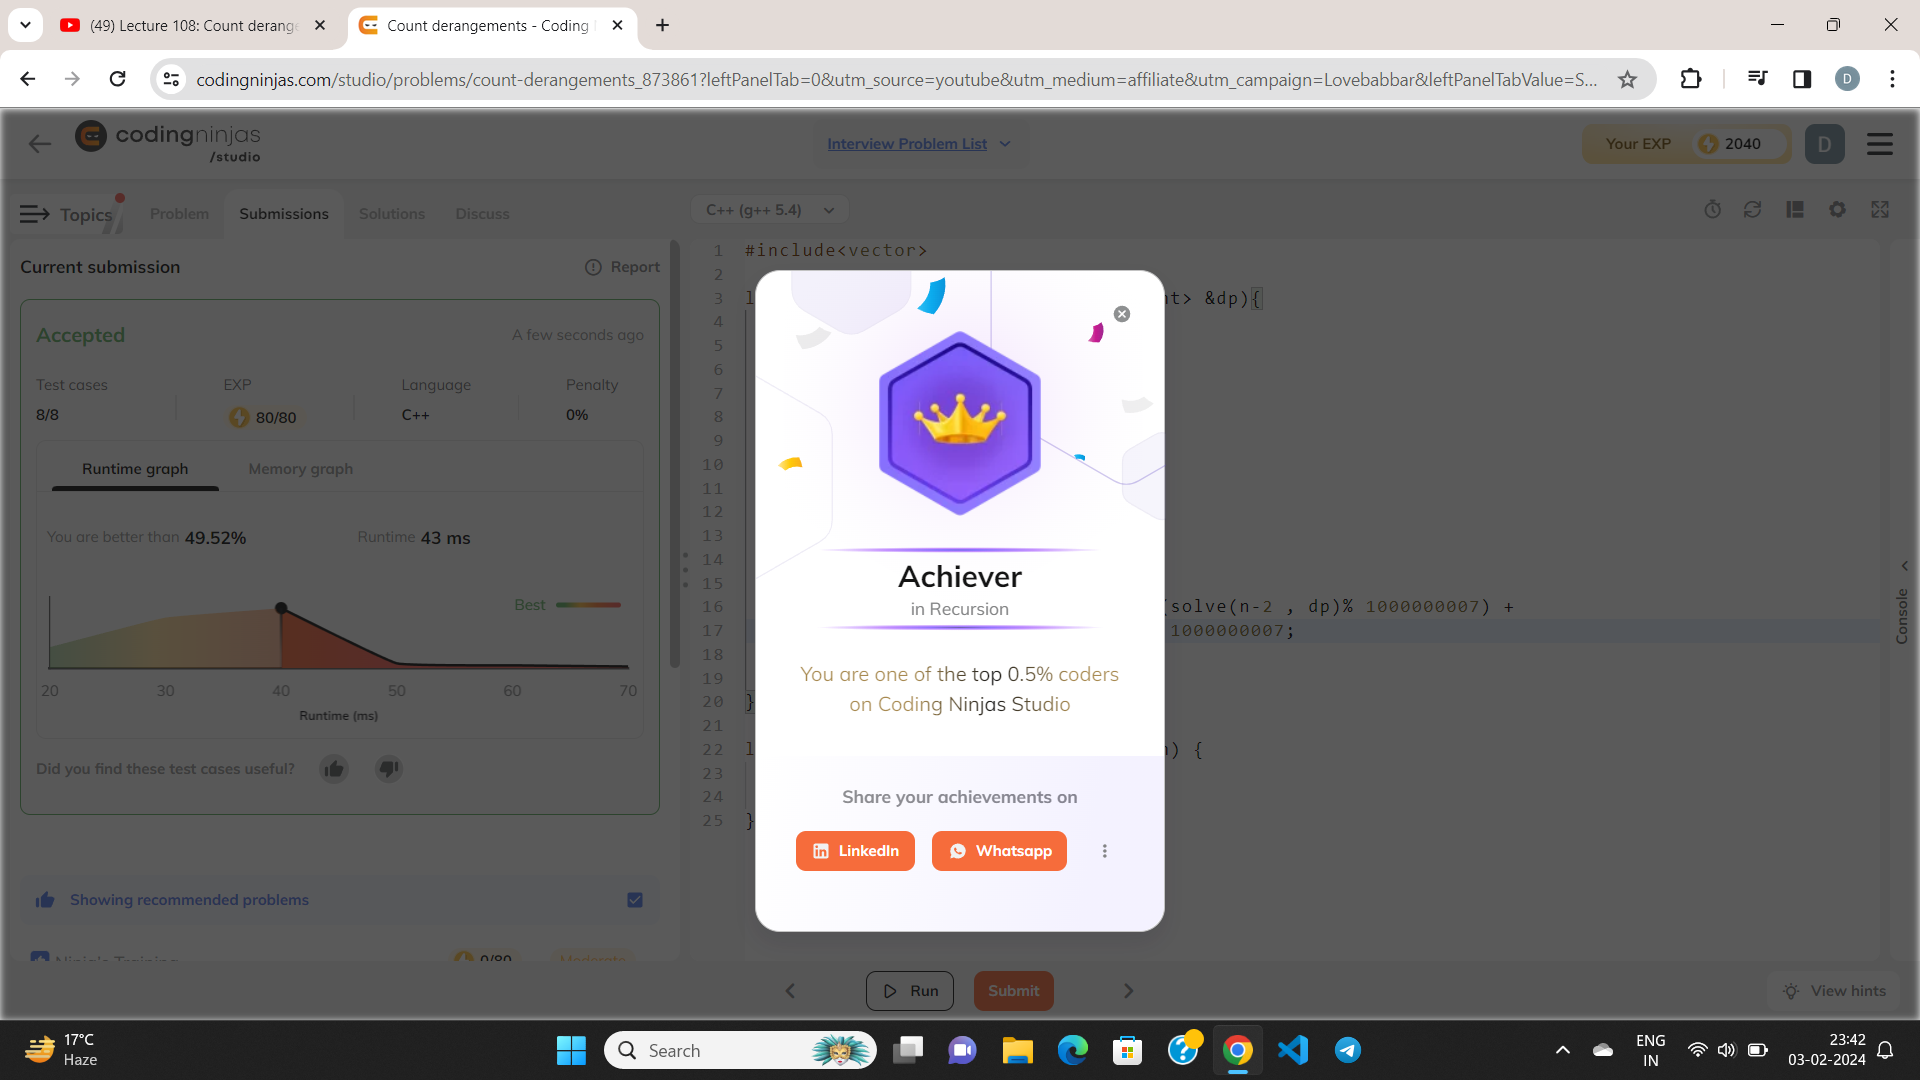 (49) Lecture 108: Count derang
Count derangements - Coding
codingninjas.com/studio/problems/count-derangements_873861?leftPanelTab=0&utm_source=youtube&utm_medium=affiliate&utm_campaign=Lovebabbar&leftPanelTabValue=S...
D
codingninjas
/studio
Interview Problem List
Your EXP 2040
D
Topics
Problem
Submissions
Solutions
Discuss
C++ (g++ 5.4)
Current submission
Report
Accepted
A few seconds ago
Test cases EXP Language Penalty
8/8 80/80 C++ 0%
Runtime graph Memory graph
You are better than 49.52% Runtime 43 ms
Best
20 30 40 50 60 70
Runtime (ms)
Did you find these test cases useful?
Showing recommended problems
Ninja's Training 0/80 Moderate
1 #include<vector>
2
3 l nt> &dp){
4
5
6
7
8
9
10
11
12
13
14
15
16 (solve(n-2 , dp)% 1000000007) +
17 1000000007;
18
19
20 }
21
22 l ) {
23
24
25 }
Console
Achiever
in Recursion
You are one of the top 0.5% coders
on Coding Ninjas Studio
Share your achievements on
LinkedIn
Whatsapp
Run
Submit
View hints
17°C
Haze
Search
ENG
IN
23:42
03-02-2024